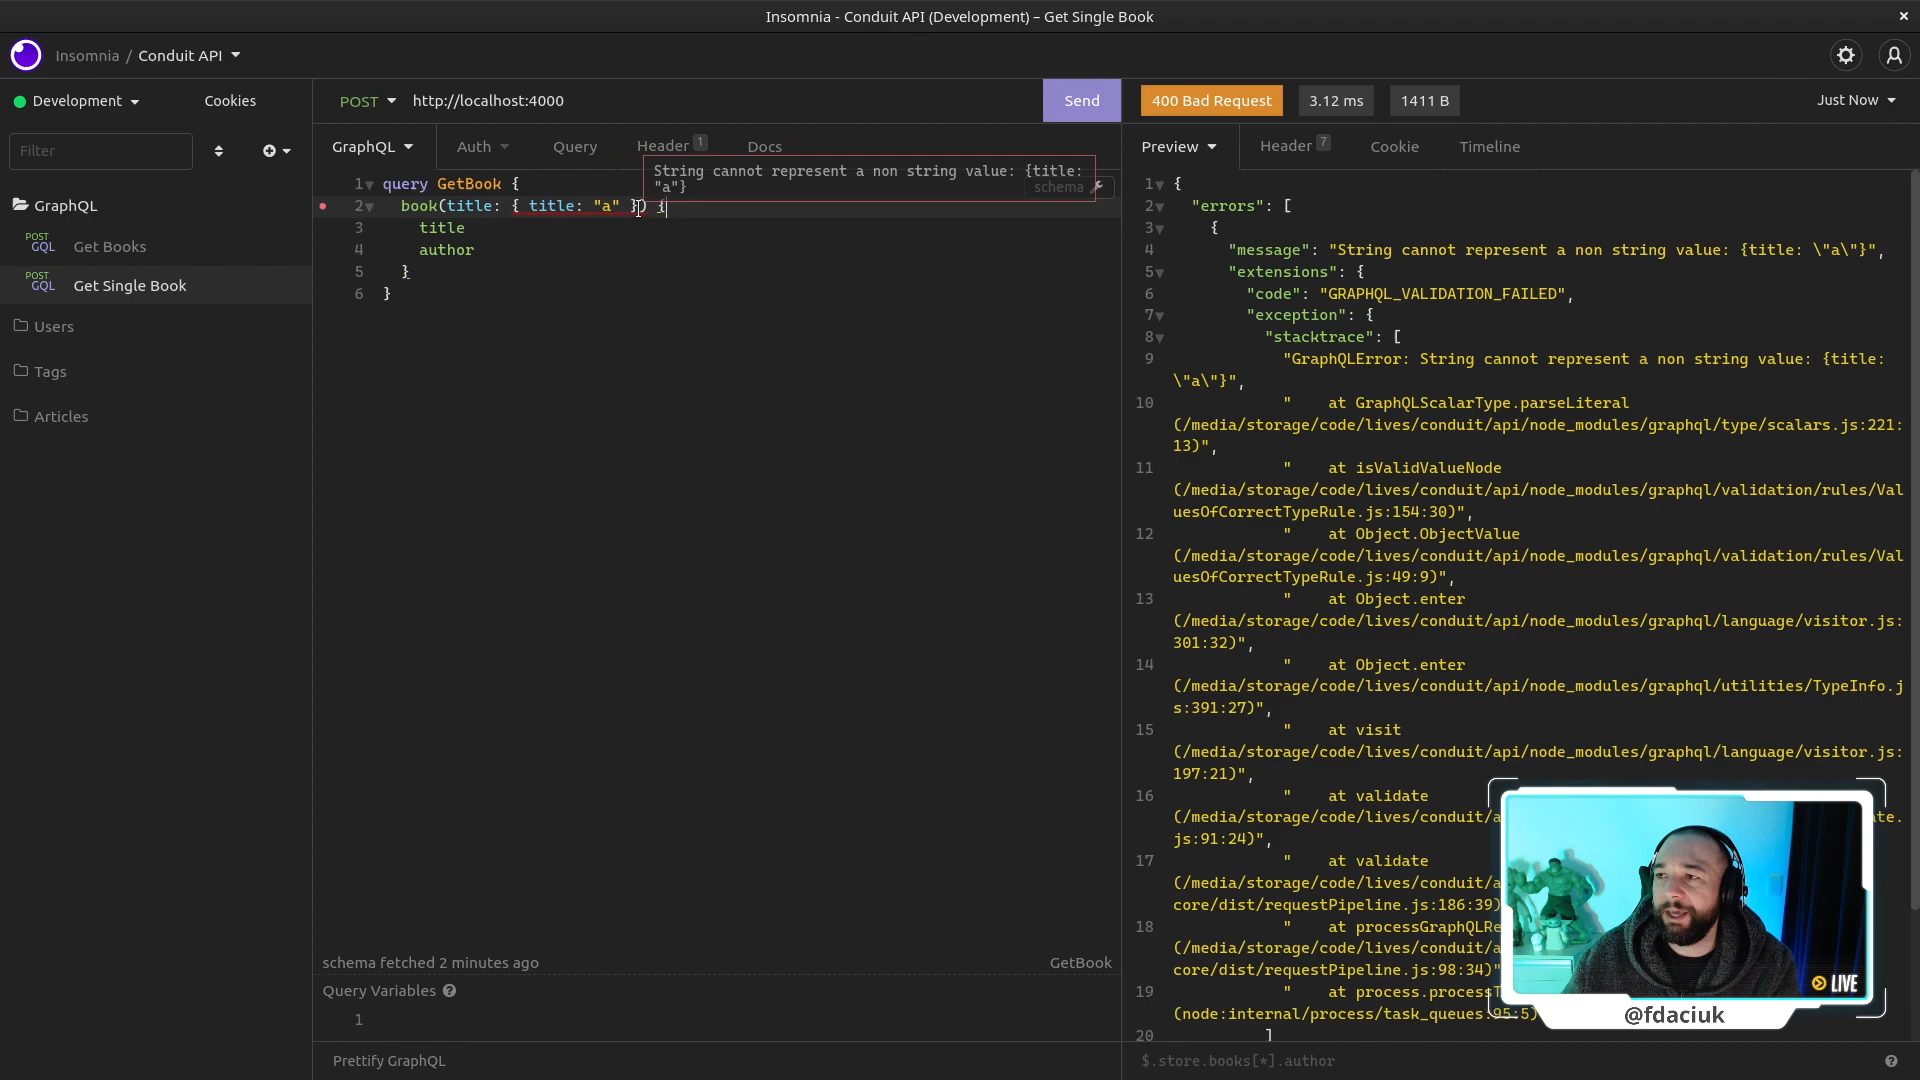 Insomnia - Conduit API (Development) – Get Single Book
Insomnia / Conduit API
Development
Cookies
POST
http://localhost:4000
Send
400 Bad Request
3.12 ms
1411 B
Just Now
Filter
GraphQL
Auth
Query
Header 1
Docs
Preview
Header 7
Cookie
Timeline
GraphQL
POST
GQL Get Books
POST
GQL Get Single Book
Users
Tags
Articles
String cannot represent a non string value: {title:
"a"}
schema
1 query GetBook {
2 book(title: { title: "a" }) {
3 title
4 author
5 }
6 }
schema fetched 2 minutes ago
GetBook
Query Variables
1
Prettify GraphQL
1 {
2 "errors": [
3 {
4 "message": "String cannot represent a non string value: {title: \"a\"}",
5 "extensions": {
6 "code": "GRAPHQL_VALIDATION_FAILED",
7 "exception": {
8 "stacktrace": [
9 "GraphQLError: String cannot represent a non string value: {title:
\"a\"}",
10 "    at GraphQLScalarType.parseLiteral
(/media/storage/code/lives/conduit/api/node_modules/graphql/type/scalars.js:221:
13)",
11 "    at isValidValueNode
(/media/storage/code/lives/conduit/api/node_modules/graphql/validation/rules/Val
uesOfCorrectTypeRule.js:154:30)",
12 "    at Object.ObjectValue
(/media/storage/code/lives/conduit/api/node_modules/graphql/validation/rules/Val
uesOfCorrectTypeRule.js:49:9)",
13 "    at Object.enter
(/media/storage/code/lives/conduit/api/node_modules/graphql/language/visitor.js:
301:32)",
14 "    at Object.enter
(/media/storage/code/lives/conduit/api/node_modules/graphql/utilities/TypeInfo.j
s:391:27)",
15 "    at visit
(/media/storage/code/lives/conduit/api/node_modules/graphql/language/visitor.js:
197:21)",
16 "    at validate
(/media/storage/code/lives/conduit/a
js:91:24)",
17 "    at validate
(/media/storage/code/lives/conduit/a
core/dist/requestPipeline.js:186:39)
18 "    at processGraphQLRe
(/media/storage/code/lives/conduit/a
core/dist/requestPipeline.js:98:34)"
19 "    at process.processT
(node:internal/process/task_queues:95:5)
20 ]
$.store.books[*].author
LIVE
@fdaciuk